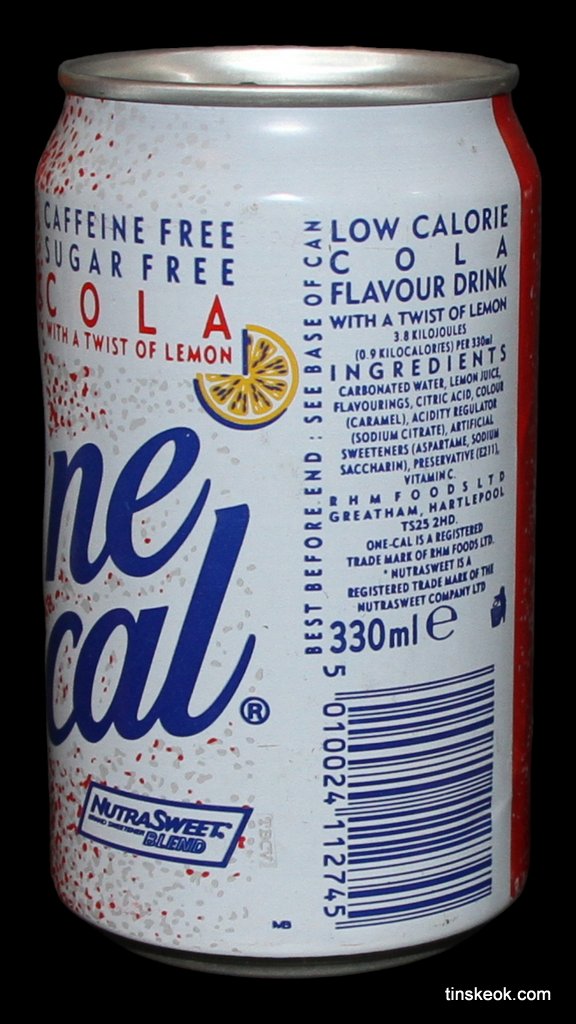 CAFFEINE FREE
SUGAR FREE
COLA
WITH A TWIST OF LEMON
ne
cal®
NUTRASWEET
BRAND SWEETENER
BLEND
MB
BEST BEFORE END : SEE BASE OF CAN
LOW CALORIE
COLA
FLAVOUR DRINK
WITH A TWIST OF LEMON
3.8 KILOJOULES
(0.9 KILOCALORIES) PER 330ml
INGREDIENTS
CARBONATED WATER, LEMON JUICE,
FLAVOURINGS, CITRIC ACID, COLOUR
(CARAMEL), ACIDITY REGULATOR
(SODIUM CITRATE), ARTIFICIAL
SWEETENERS (ASPARTAME, SODIUM
SACCHARIN), PRESERVATIVE (E211),
VITAMIN C.
RHM FOODS LTD
GREATHAM, HARTLEPOOL
TS25 2HD.
ONE-CAL IS A REGISTERED
TRADE MARK OF RHM FOODS LTD.
* NUTRASWEET IS A
REGISTERED TRADE MARK OF THE
NUTRASWEET COMPANY LTD
330ml e
5 010024 112745
tinskeok.com